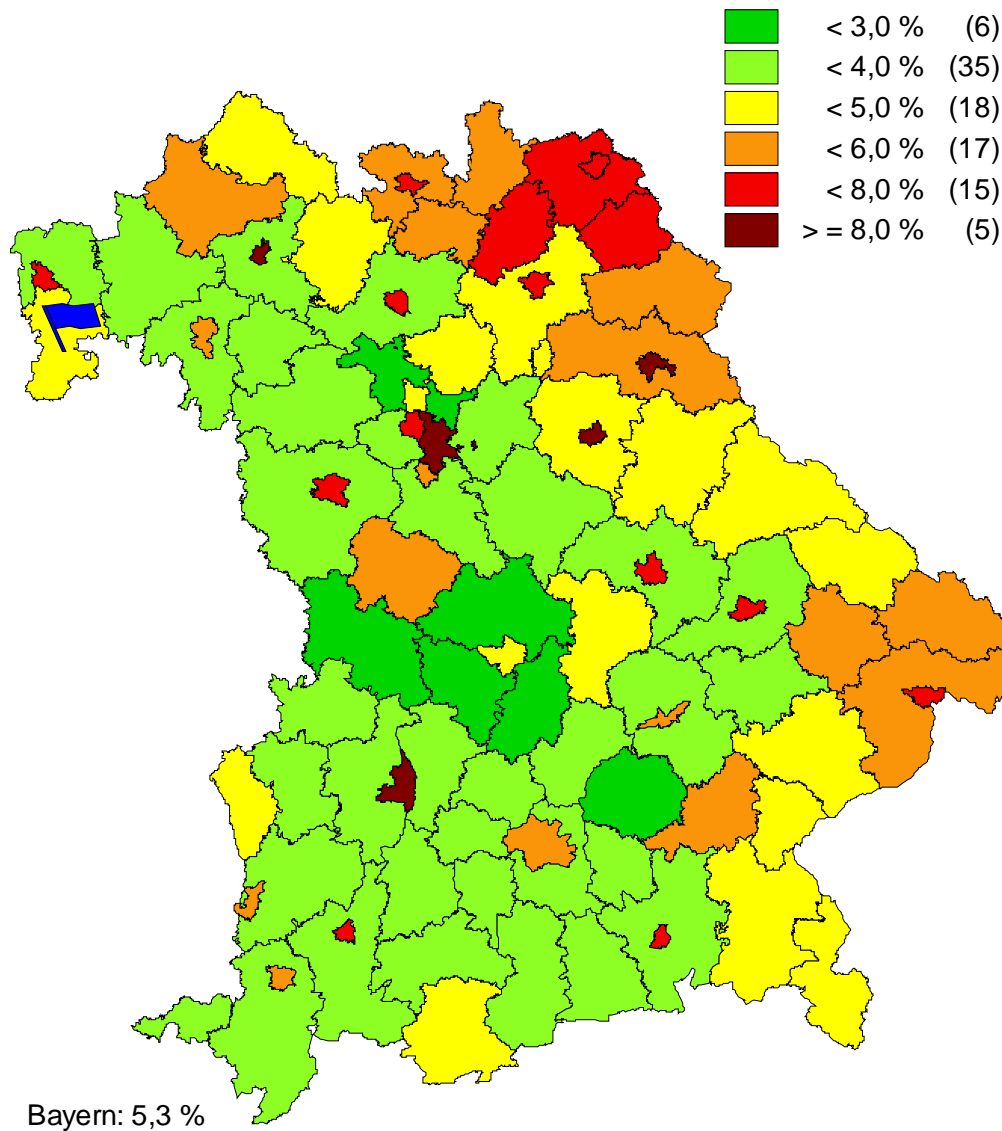 < 3,0 % (6)
< 4,0 % (35)
< 5,0 % (18)
< 6,0 % (17)
< 8,0 % (15)
> = 8,0 % (5)
Bayern: 5,3 %